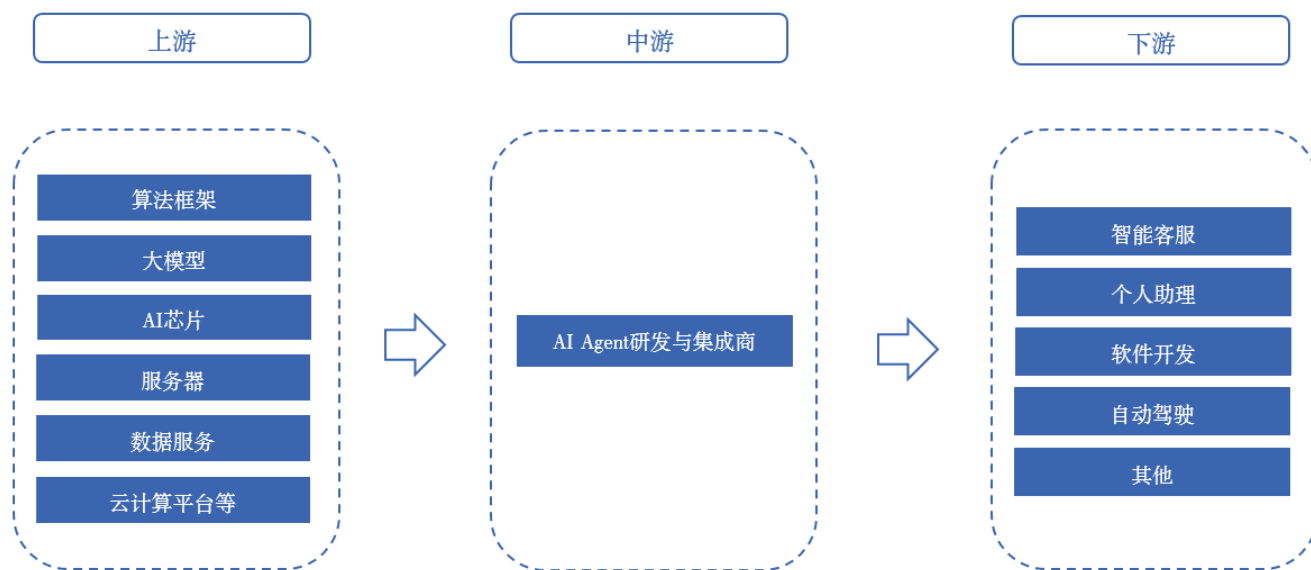 上游
中游
下游
算法框架
大模型
AI芯片
服务器
数据服务
云计算平台等
AI Agent研发与集成商
智能客服
个人助理
软件开发
自动驾驶
其他